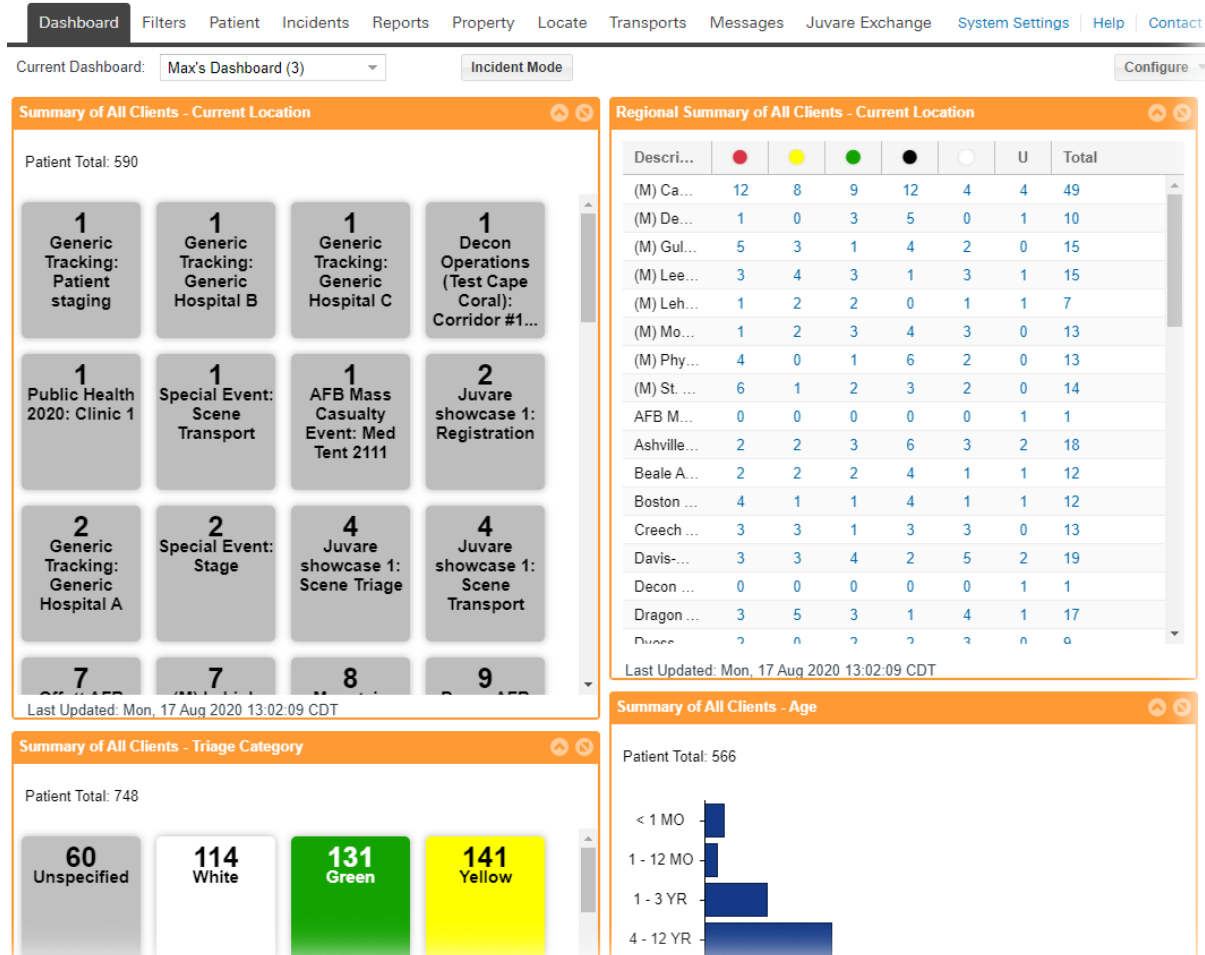 Dashboard Filters Patient Incidents Reports Property Locate Transports Messages Juvare Exchange System Settings Help Contact
Current Dashboard: Max's Dashboard (3) Incident Mode Configure
Summary of All Clients - Current Location
Patient Total: 590
1 1 1 1
Generic Generic Generic Decon
Tracking: Tracking: Tracking: Operations
Patient Generic Generic (Test Cape
staging Hospital B Hospital C Coral):
Corridor #1...
1 1 1 2
Public Health Special Event: AFB Mass Juvare
2020: Clinic 1 Scene Casualty showcase 1:
Transport Event: Med Registration
Tent 2111
2 2 4 4
Generic Special Event: Juvare Juvare
Tracking: Stage showcase 1: showcase 1:
Generic Scene Triage Scene
Hospital A Transport
7 7 8 9
Last Updated: Mon, 17 Aug 2020 13:02:09 CDT
Summary of All Clients - Triage Category
Patient Total: 748
60 114 131 141
Unspecified White Green Yellow
Regional Summary of All Clients - Current Location
Descri... U Total
(M) Ca... 12 8 9 12 4 4 49
(M) De... 1 0 3 5 0 1 10
(M) Gul... 5 3 1 4 2 0 15
(M) Lee... 3 4 3 1 3 1 15
(M) Leh... 1 2 2 0 1 1 7
(M) Mo... 1 2 3 4 3 0 13
(M) Phy... 4 0 1 6 2 0 13
(M) St. ... 6 1 2 3 2 0 14
AFB M... 0 0 0 0 0 1 1
Ashville... 2 2 3 6 3 2 18
Beale A... 2 2 2 4 1 1 12
Boston ... 4 1 1 4 1 1 12
Creech ... 3 3 1 3 3 0 13
Davis-... 3 3 4 2 5 2 19
Decon ... 0 0 0 0 0 1 1
Dragon ... 3 5 3 1 4 1 17
Dyess 2 0 2 2 3 0 9
Last Updated: Mon, 17 Aug 2020 13:02:09 CDT
Summary of All Clients - Age
Patient Total: 566
< 1 MO
1 - 12 MO
1 - 3 YR
4 - 12 YR